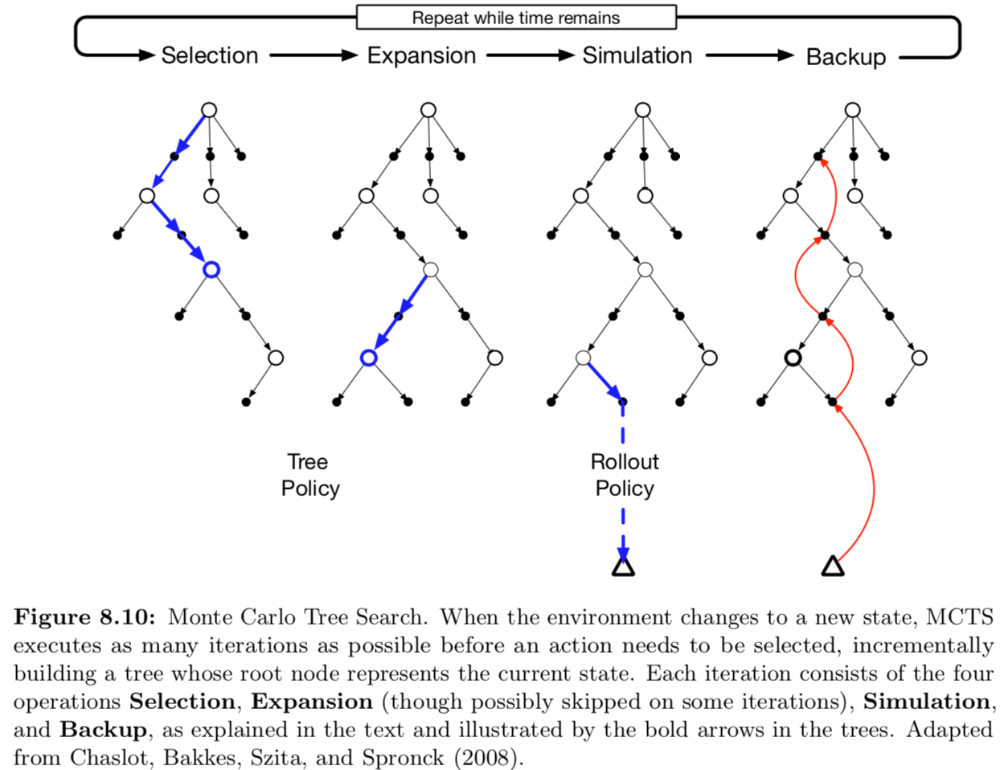 Repeat while time remains
Selection
Expansion
Simulation
Backup
Tree
Policy
Rollout
Policy
Figure 8.10: Monte Carlo Tree Search. When the environment changes to a new state, MCTS
executes as many iterations as possible before an action needs to be selected, incrementally
building a tree whose root node represents the current state. Each iteration consists of the four
operations Selection, Expansion (though possibly skipped on some iterations), Simulation,
and Backup, as explained in the text and illustrated by the bold arrows in the trees. Adapted
from Chaslot, Bakkes, Szita, and Spronck (2008).